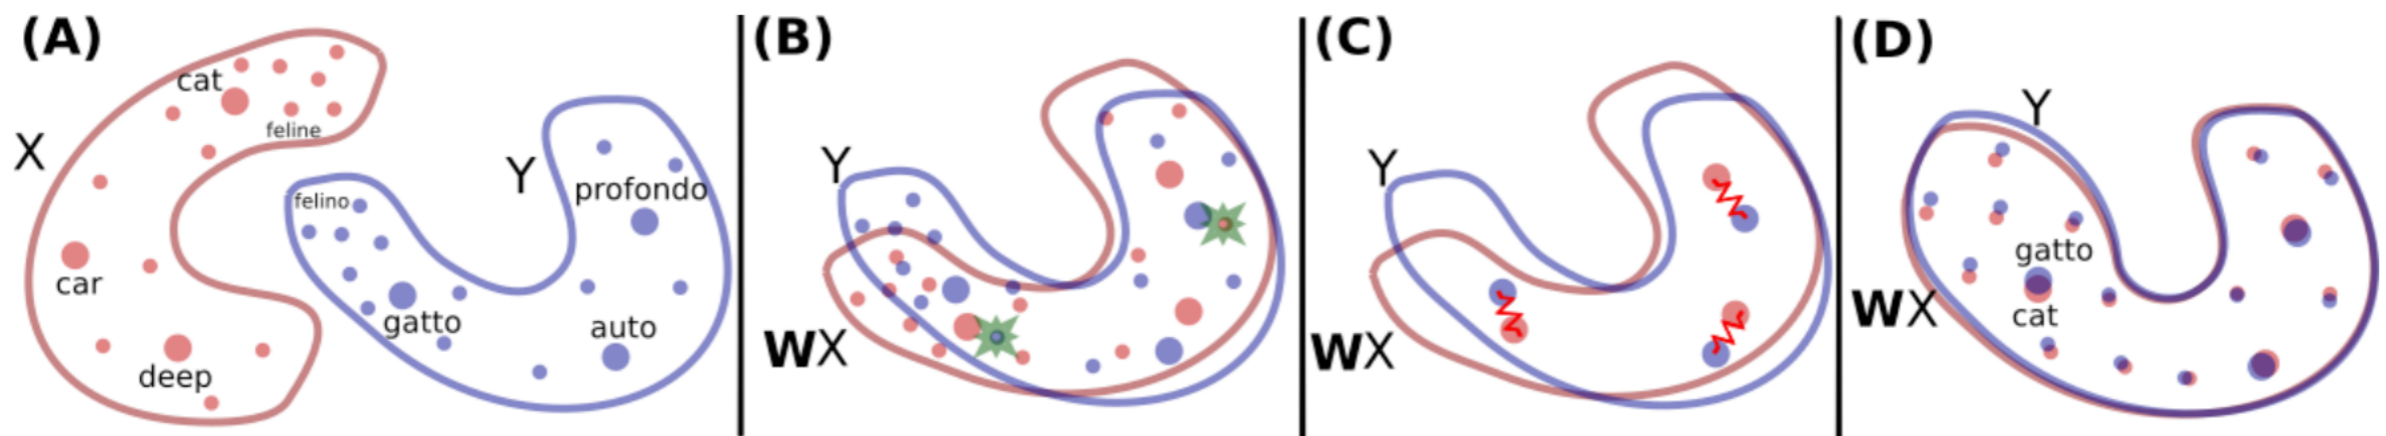 (A)
X
cat
feline
car
deep
Y
felino
profondo
gatto
auto
(B)
Y
WX
(C)
Y
WX
(D)
Y
gatto
WX
cat